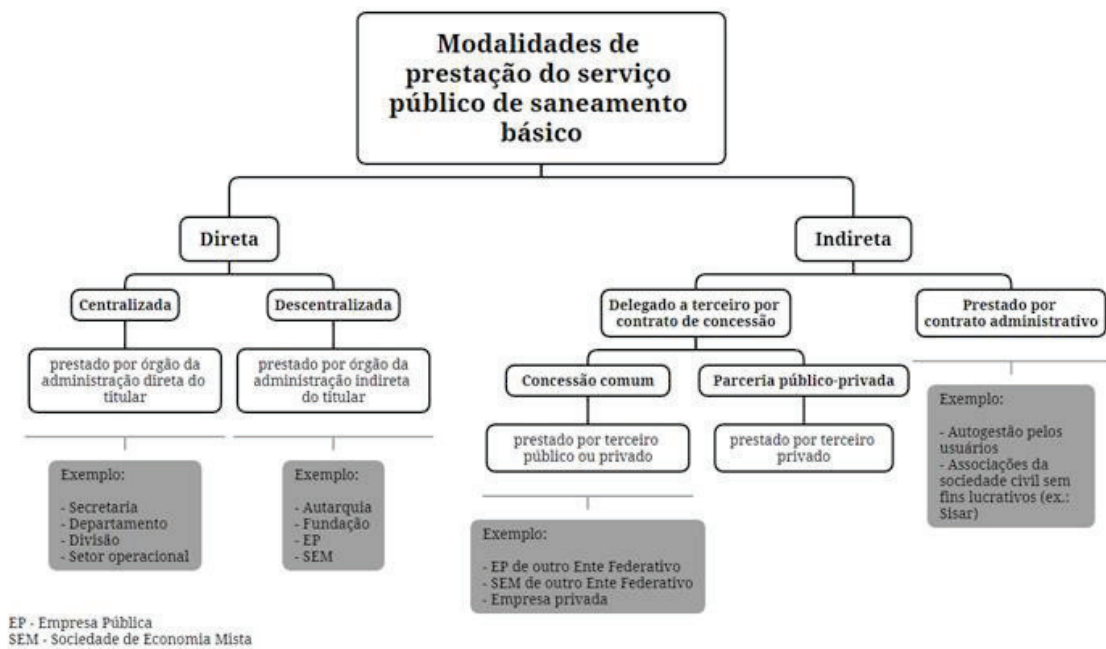 Modalidades de
prestação do serviço
público de saneamento
básico
Direta
Indireta
Centralizada
Descentralizada
Delegado a terceiro por
contrato de concessão
Prestado por
contrato administrativo
prestado por órgão da
administração direta do
titular
prestado por órgão da
administração indireta
do titular
Concessão comum
Parceria público-privada
prestado por terceiro
público ou privado
prestado por terceiro
privado
Exemplo:
- Secretaria
- Departamento
- Divisão
- Setor operacional
Exemplo:
- Autarquia
- Fundação
- EP
- SEM
Exemplo:
- EP de outro Ente Federativo
- SEM de outro Ente Federativo
- Empresa privada
Exemplo:
- Autogestão pelos
usuários
- Associações da
sociedade civil sem
fins lucrativos (ex.:
Sisar)
EP - Empresa Pública
SEM - Sociedade de Economia Mista